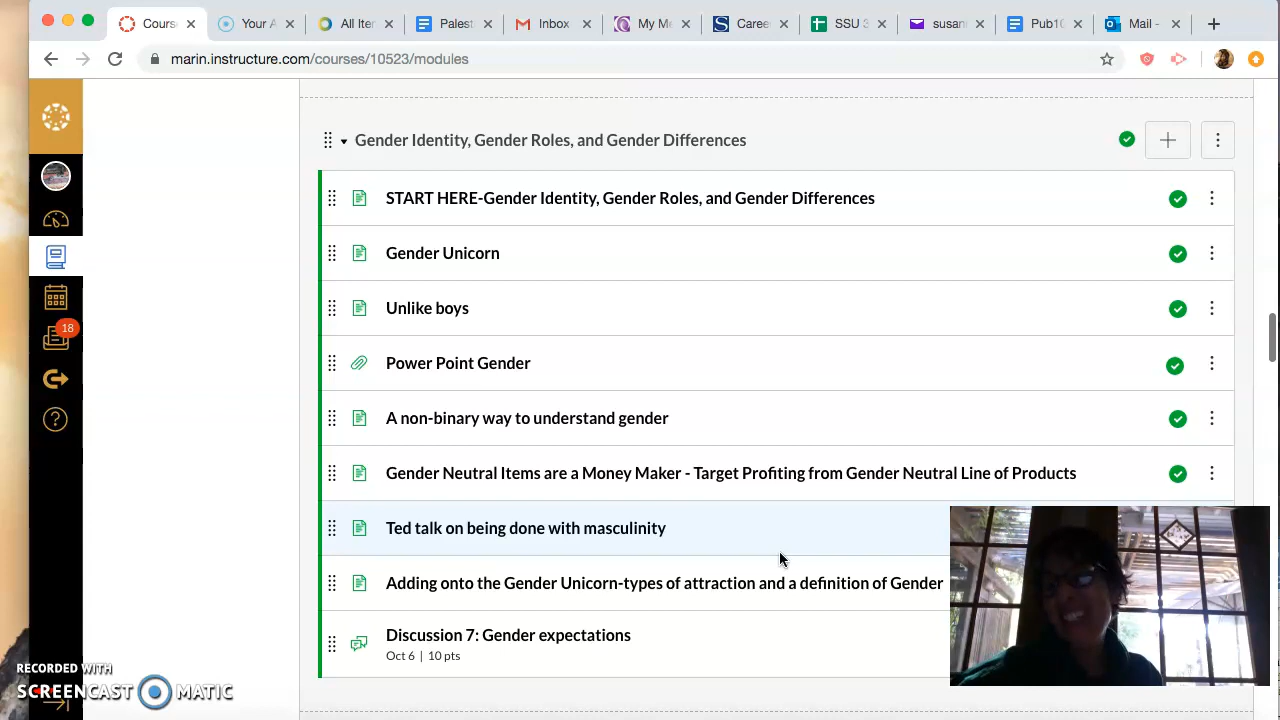 Cours
Your A
All Iter
Palest
Inbox
My M
Caree
SSU S
susan
Pub10
Mail -
marin.instructure.com/courses/10523/modules
Gender Identity, Gender Roles, and Gender Differences
START HERE-Gender Identity, Gender Roles, and Gender Differences
Gender Unicorn
Unlike boys
Power Point Gender
A non-binary way to understand gender
Gender Neutral Items are a Money Maker - Target Profiting from Gender Neutral Line of Products
Ted talk on being done with masculinity
Adding onto the Gender Unicorn-types of attraction and a definition of Gender
Discussion 7: Gender expectations
Oct 6 | 10 pts
18
RECORDED WITH
SCREENCAST MATIC